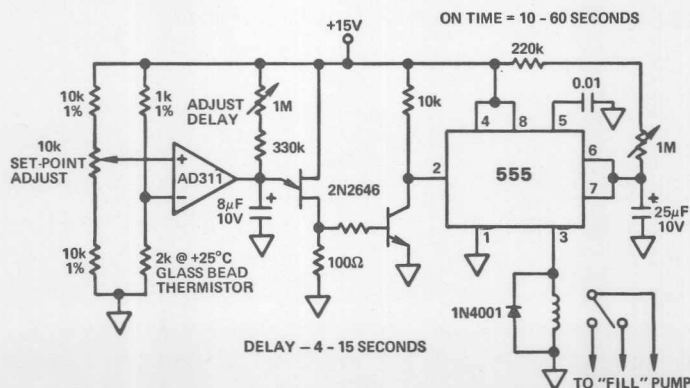 ON TIME = 10 – 60 SECONDS
+15V
220k
10k
1%
1k
1%
ADJUST
DELAY
1M
10k
0.01
4
8
5
330k
10k
SET-POINT
ADJUST
+
AD311
–
2N2646
2
555
6
7
1M
8μF
10V
+
+
25μF
10V
10k
1%
2k @ +25°C
GLASS BEAD
THERMISTOR
100Ω
1
3
1N4001
DELAY – 4 – 15 SECONDS
TO "FILL" PUMP